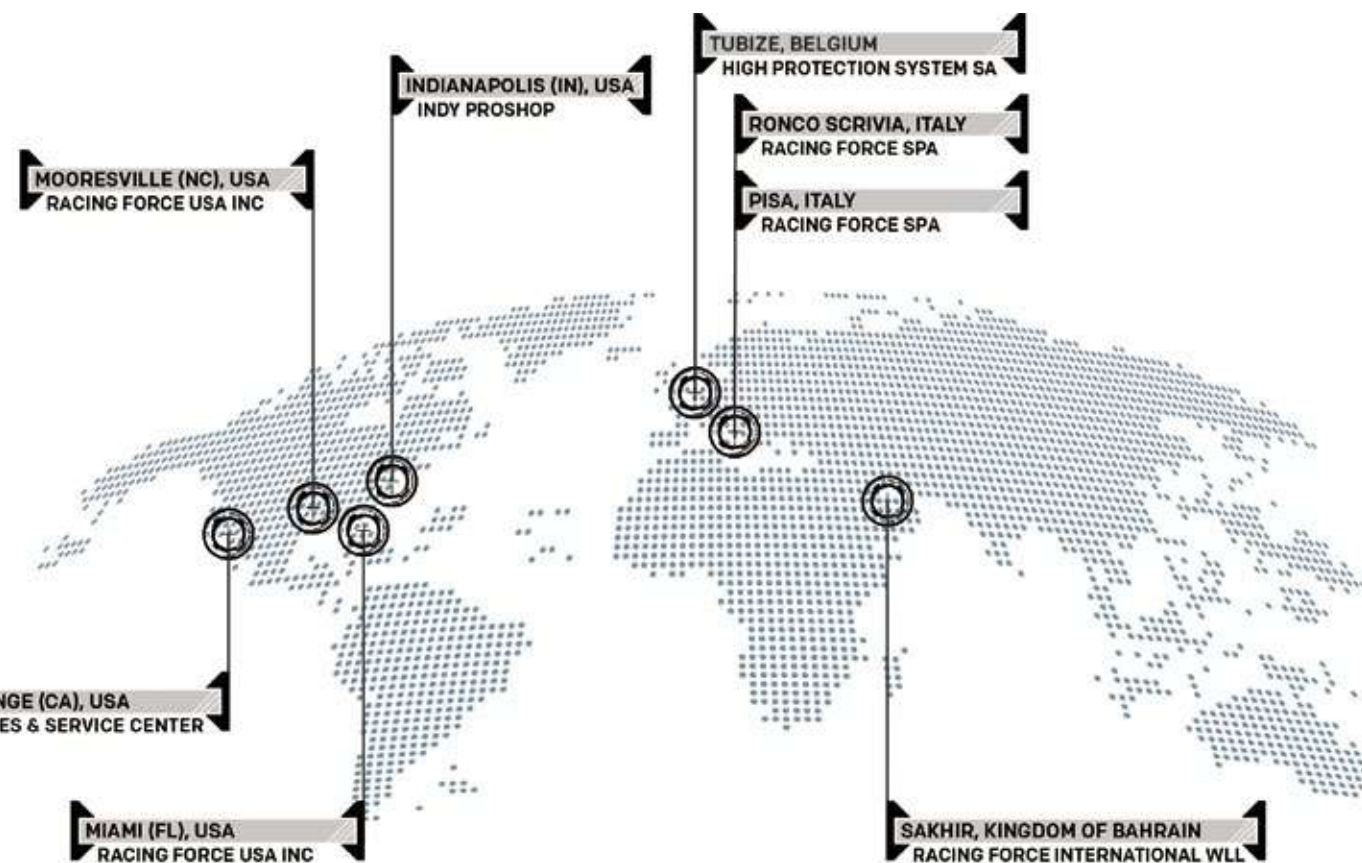 TUBIZE, BELGIUM
HIGH PROTECTION SYSTEM SA
INDIANAPOLIS (IN), USA
INDY PROSHOP
RONCO SCRIVIA, ITALY
RACING FORCE SPA
MOORESVILLE (NC), USA
RACING FORCE USA INC
PISA, ITALY
RACING FORCE SPA
NGE (CA), USA
ES & SERVICE CENTER
MIAMI (FL), USA
RACING FORCE USA INC
SAKHIR, KINGDOM OF BAHRAIN
RACING FORCE INTERNATIONAL WLL